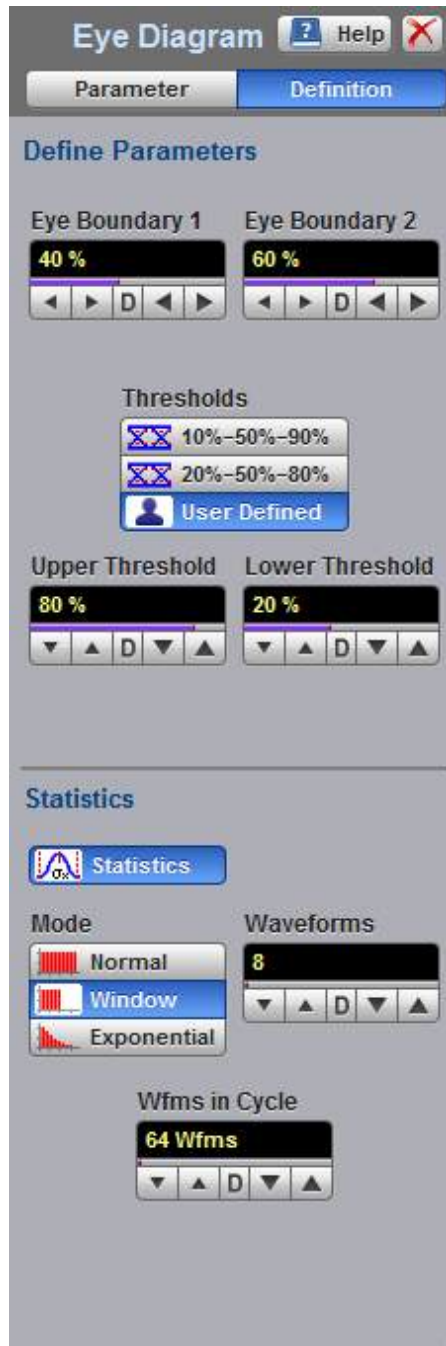 Eye Diagram ? Help
Parameter Definition
Define Parameters
Eye Boundary 1 Eye Boundary 2
40 % 60 %
D D
Thresholds
10%-50%-90%
20%-50%-80%
User Defined
Upper Threshold Lower Threshold
80 % 20 %
D D
Statistics
σx Statistics
Mode Waveforms
Normal 8
Window D
Exponential
Wfms in Cycle
64 Wfms
D